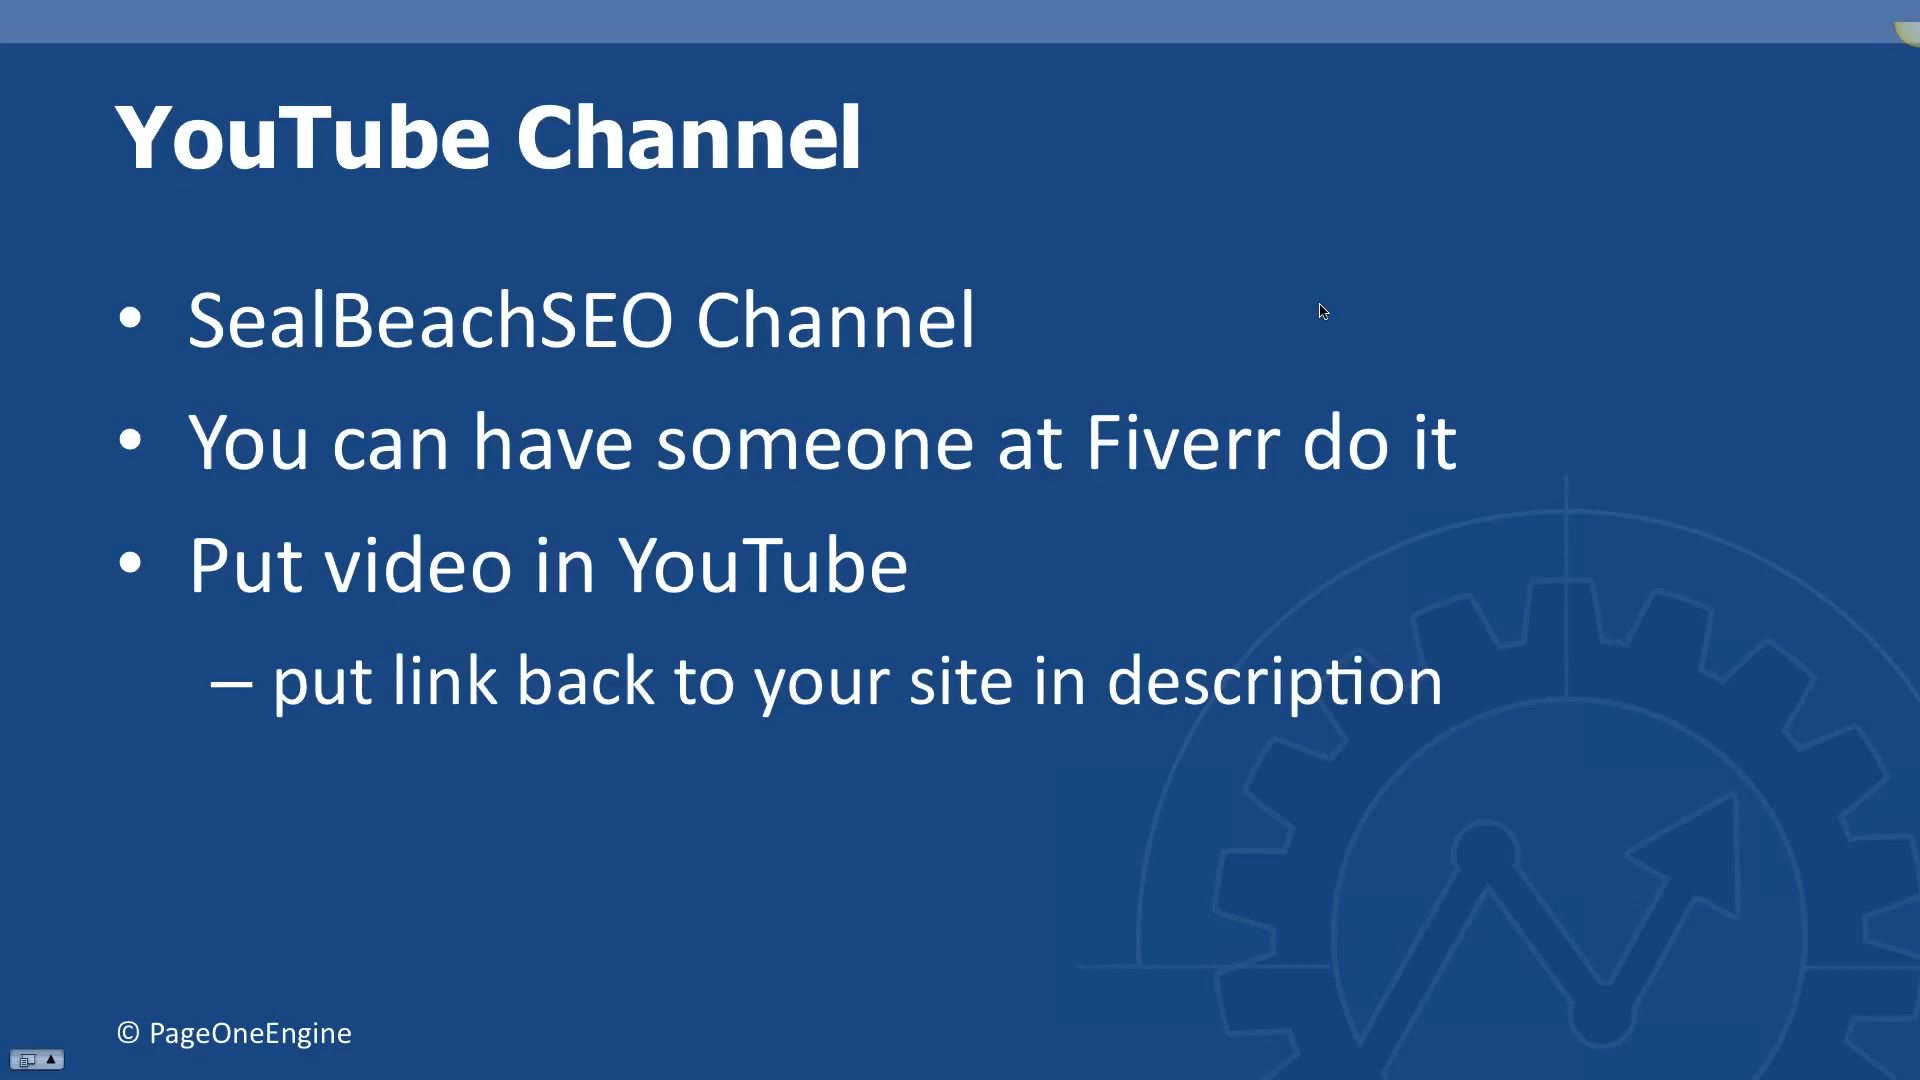 YouTube Channel
• SealBeachSEO Channel
• You can have someone at Fiverr do it
• Put video in YouTube
– put link back to your site in description
© PageOneEngine